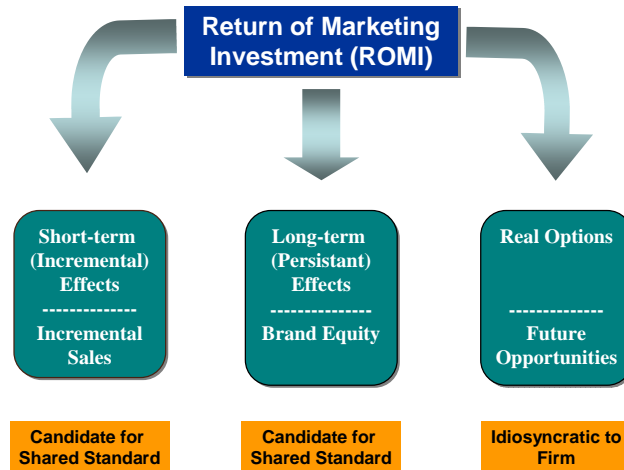 Return of Marketing
Investment (ROMI)
Short-term
(Incremental)
Effects
--------------
Incremental
Sales
Long-term
(Persistant)
Effects
---------------
Brand Equity
Real Options
--------------
Future
Opportunities
Candidate for
Shared Standard
Candidate for
Shared Standard
Idiosyncratic to
Firm